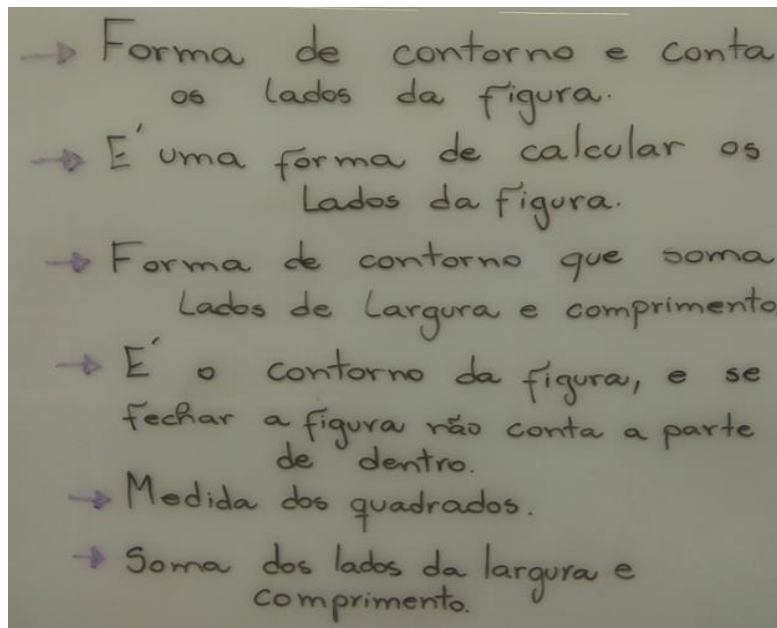 → Forma de contorno e conta
os lados da figura.
→ É uma forma de calcular os
Lados da figura.
→ Forma de contorno que soma
Lados de Largura e comprimento
→ É o contorno da figura, e se
fechar a figura não conta a parte
de dentro.
→ Medida dos quadrados.
→ Soma dos lados da largura e
comprimento.